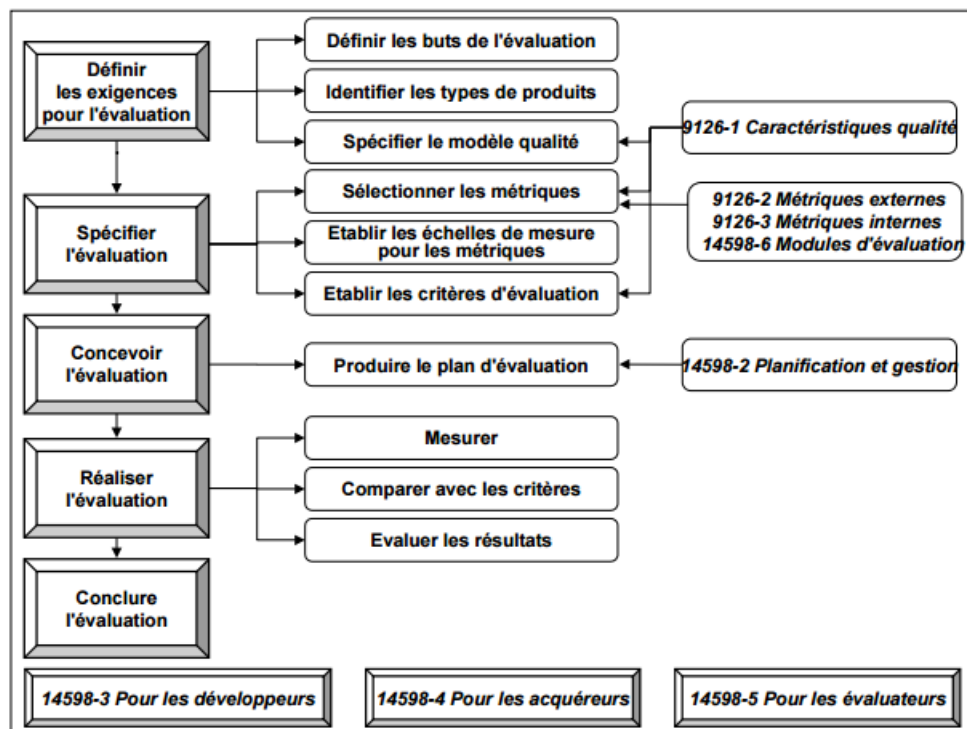 Définir
les exigences
pour l'évaluation
Définir les buts de l'évaluation
Identifier les types de produits
Spécifier le modèle qualité
9126-1 Caractéristiques qualité
Spécifier
l'évaluation
Sélectionner les métriques
Etablir les échelles de mesure
pour les métriques
Etablir les critères d'évaluation
9126-2 Métriques externes
9126-3 Métriques internes
14598-6 Modules d'évaluation
Concevoir
l'évaluation
Produire le plan d'évaluation
14598-2 Planification et gestion
Réaliser
l'évaluation
Mesurer
Comparer avec les critères
Evaluer les résultats
Conclure
l'évaluation
14598-3 Pour les développeurs
14598-4 Pour les acquéreurs
14598-5 Pour les évaluateurs